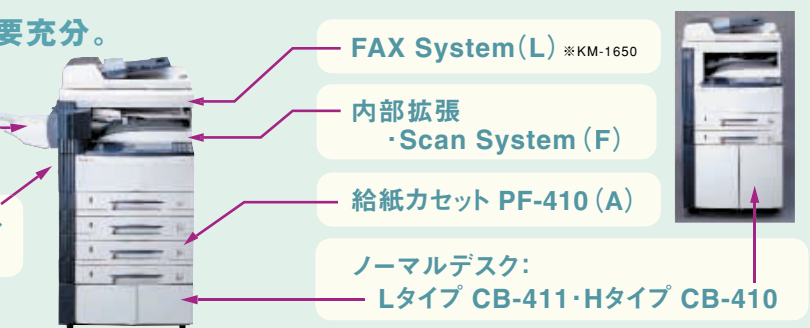 要充分。
FAX System(L) ※KM-1650
内部拡張
・Scan System(F)
給紙カセット PF-410(A)
ノーマルデスク:
Lタイプ CB-411・Hタイプ CB-410